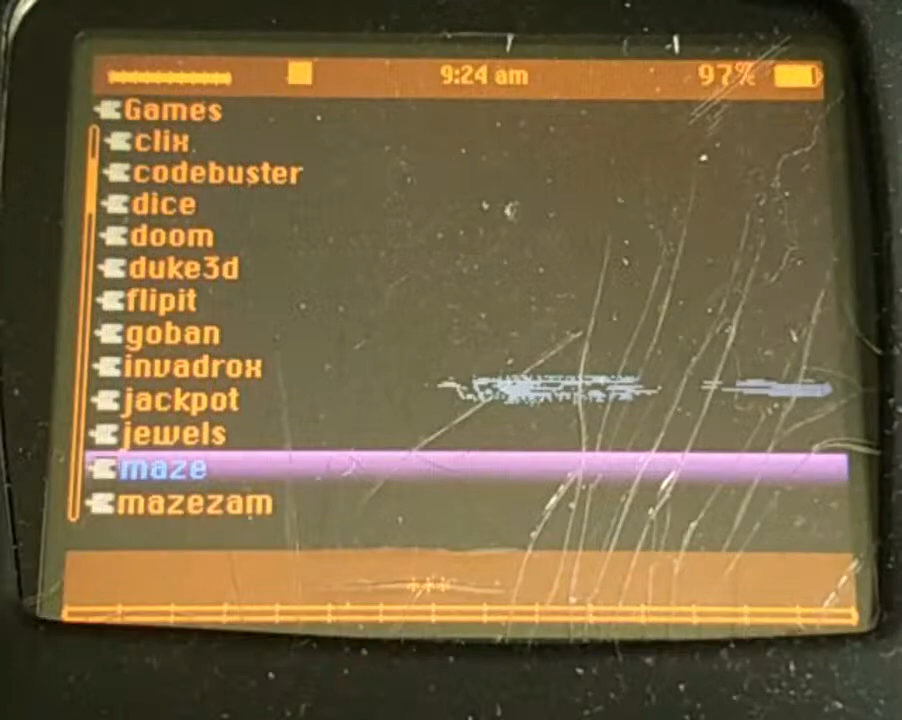 9:24 am 97%
Games
clix
codebuster
dice
doom
duke3d
flipit
goban
invadrox
jackpot
jewels
maze
mazezam